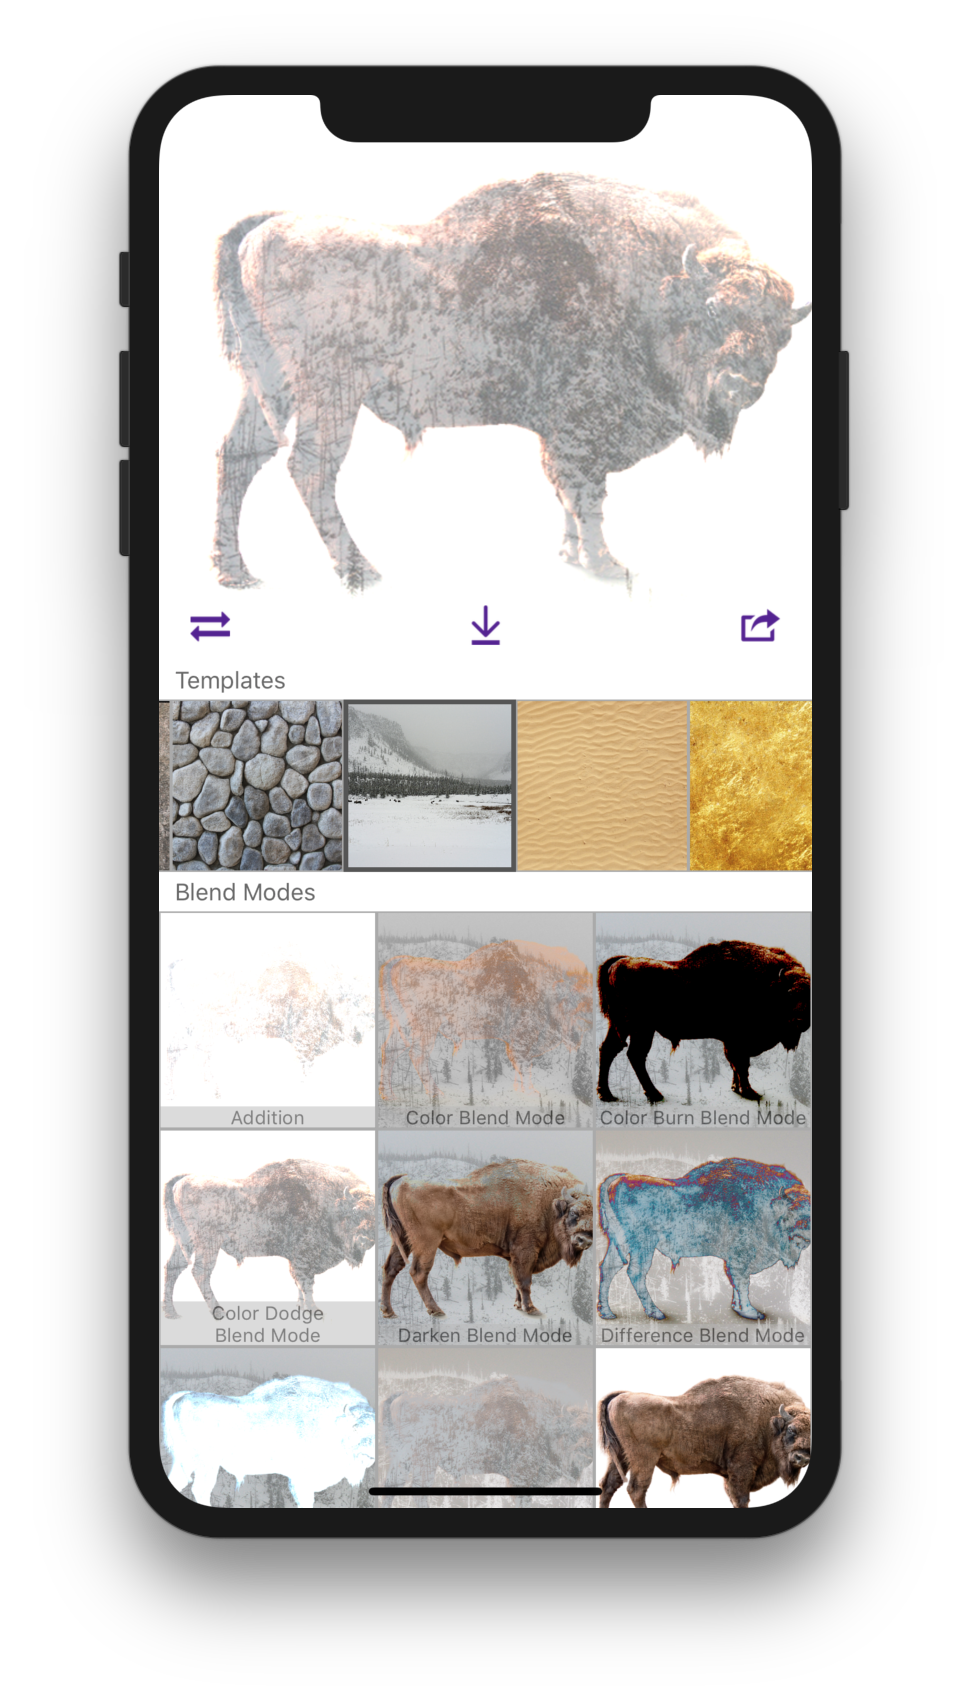 Templates
Blend Modes
Addition
Color Blend Mode
Color Burn Blend Mode
Color Dodge
Blend Mode
Darken Blend Mode
Difference Blend Mode